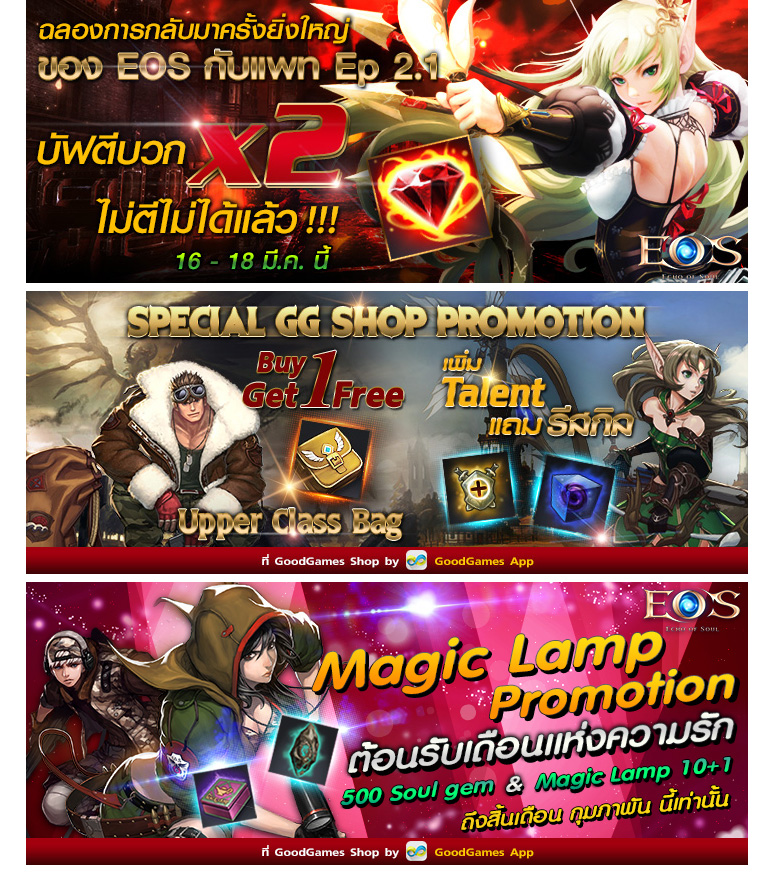 ฉลองการกลับมาครั้งยิ่งใหญ่
ของ EOS กับแพท Ep 2.1
บัฟตีบวก x2
ไม่ตีไม่ได้แล้ว !!!
16 - 18 มี.ค. นี้
EOS
ECHO OF SOUL
SPECIAL GG SHOP PROMOTION
Buy 1
Get 1 Free
Upper Class Bag
เพิ่ม
Talent
แถม รีสกิล
ที่ GoodGames Shop by GoodGames App
EOS
ECHO OF SOUL
Magic Lamp
Promotion
ต้อนรับเดือนแห่งความรัก
500 Soul gem & Magic Lamp 10+1
ถึงสิ้นเดือน กุมภาพัน นี้เท่านั้น
ที่ GoodGames Shop by GoodGames App